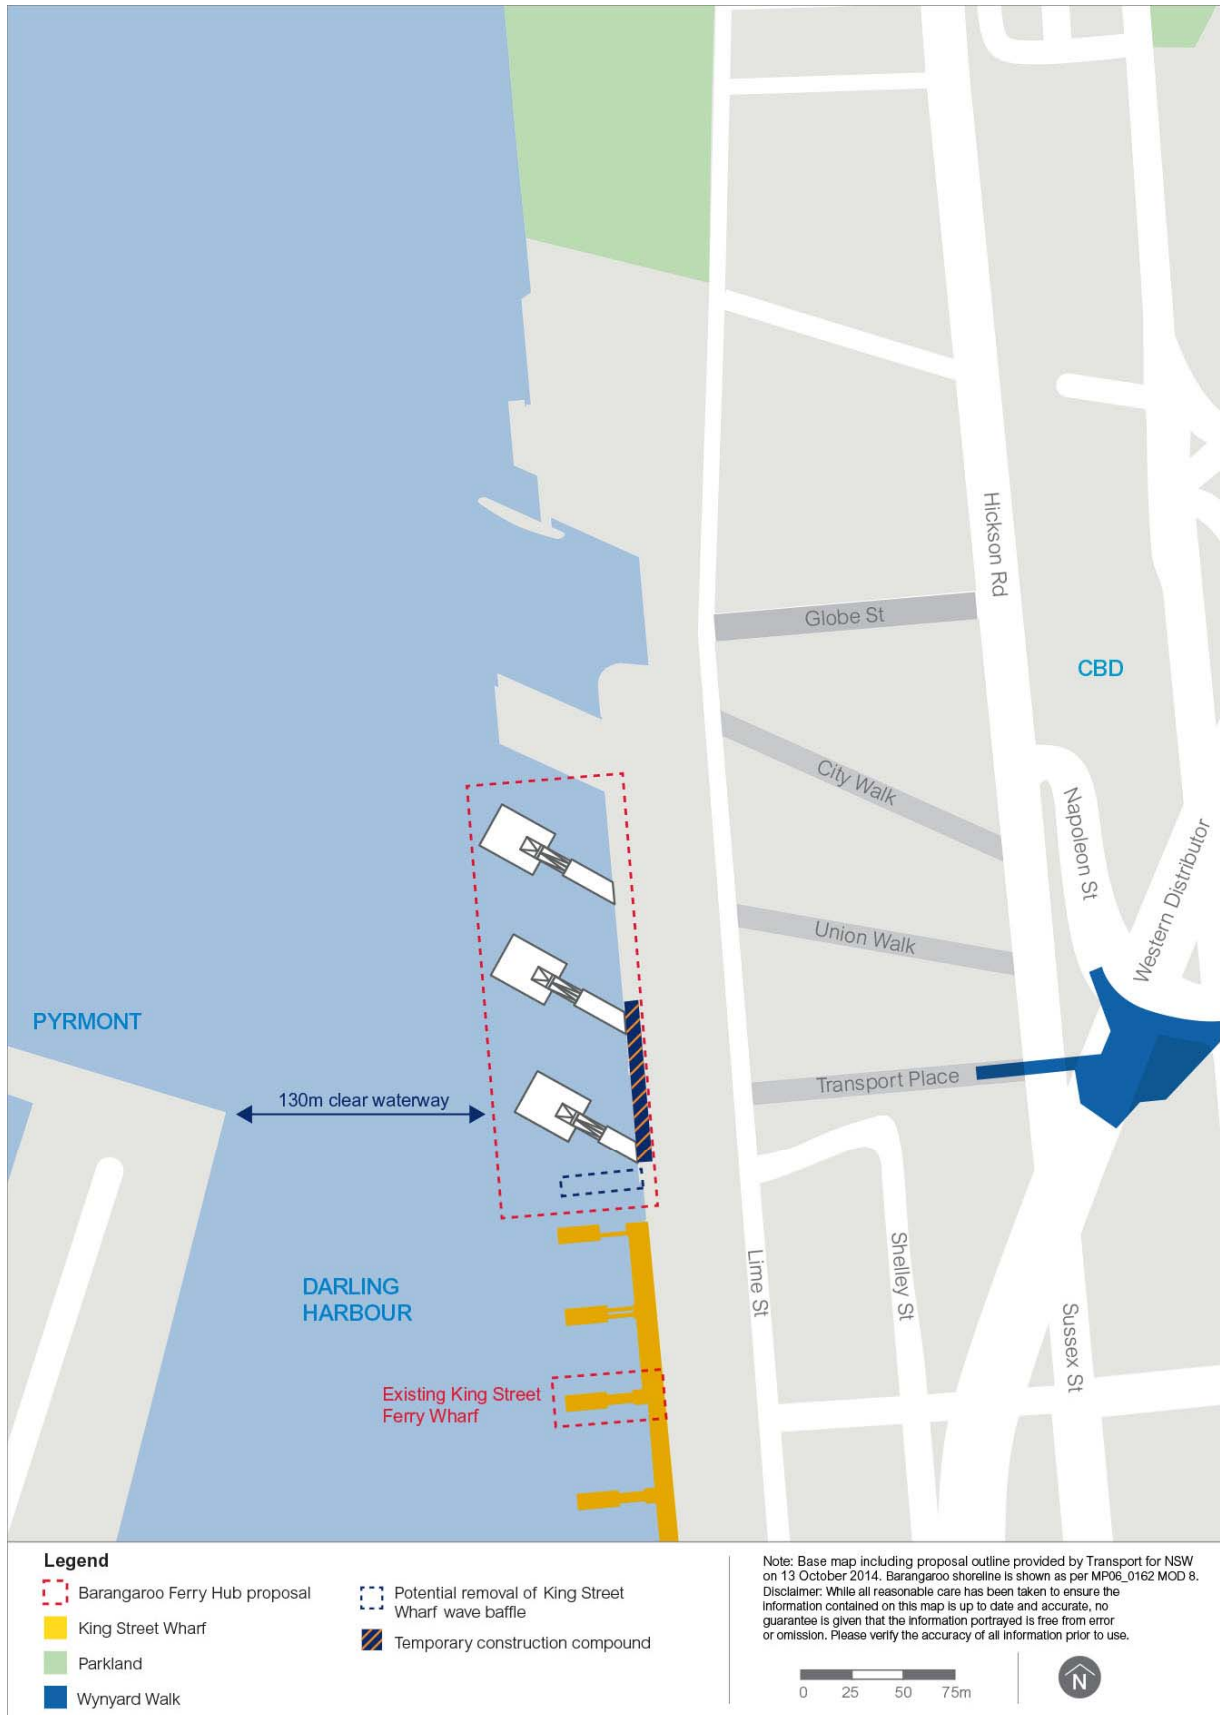 Hickson Rd
Globe St
CBD
City Walk
Napoleon St
Western Distributor
Union Walk
PYRMONT
Transport Place
130m clear waterway
DARLING
HARBOUR
Lime St
Shelley St
Sussex St
Existing King Street
Ferry Wharf
Legend
Barangaroo Ferry Hub proposal
King Street Wharf
Parkland
Wynyard Walk
Potential removal of King Street
Wharf wave baffle
Temporary construction compound
Note: Base map including proposal outline provided by Transport for NSW
on 13 October 2014. Barangaroo shoreline is shown as per MP06_0162 MOD 8.
Disclaimer: While all reasonable care has been taken to ensure the
information contained on this map is up to date and accurate, no
guarantee is given that the information portrayed is free from error
or omission. Please verify the accuracy of all information prior to use.
0 25 50 75m
N